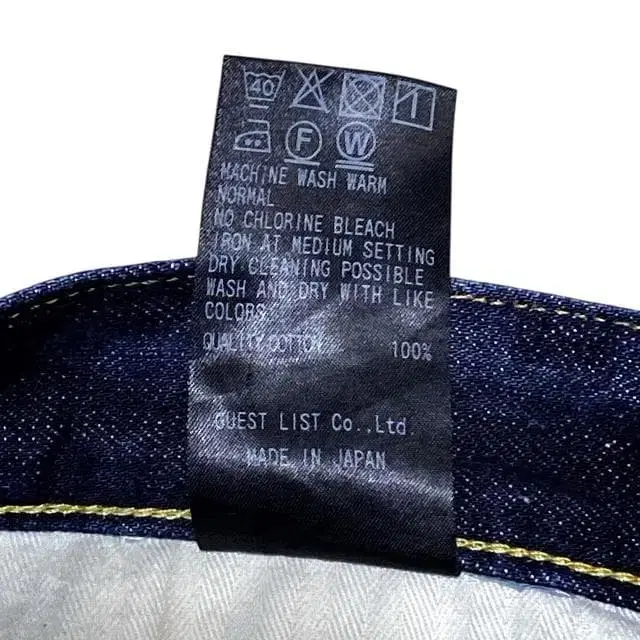 40
F W
MACHINE WASH WARM
NORMAL
NO CHLORINE BLEACH
IRON AT MEDIUM SETTING
DRY CLEANING POSSIBLE
WASH AND DRY WITH LIKE
COLORS
QUALITY:COTTON 100%
GUEST LIST Co.,Ltd.
MADE IN JAPAN